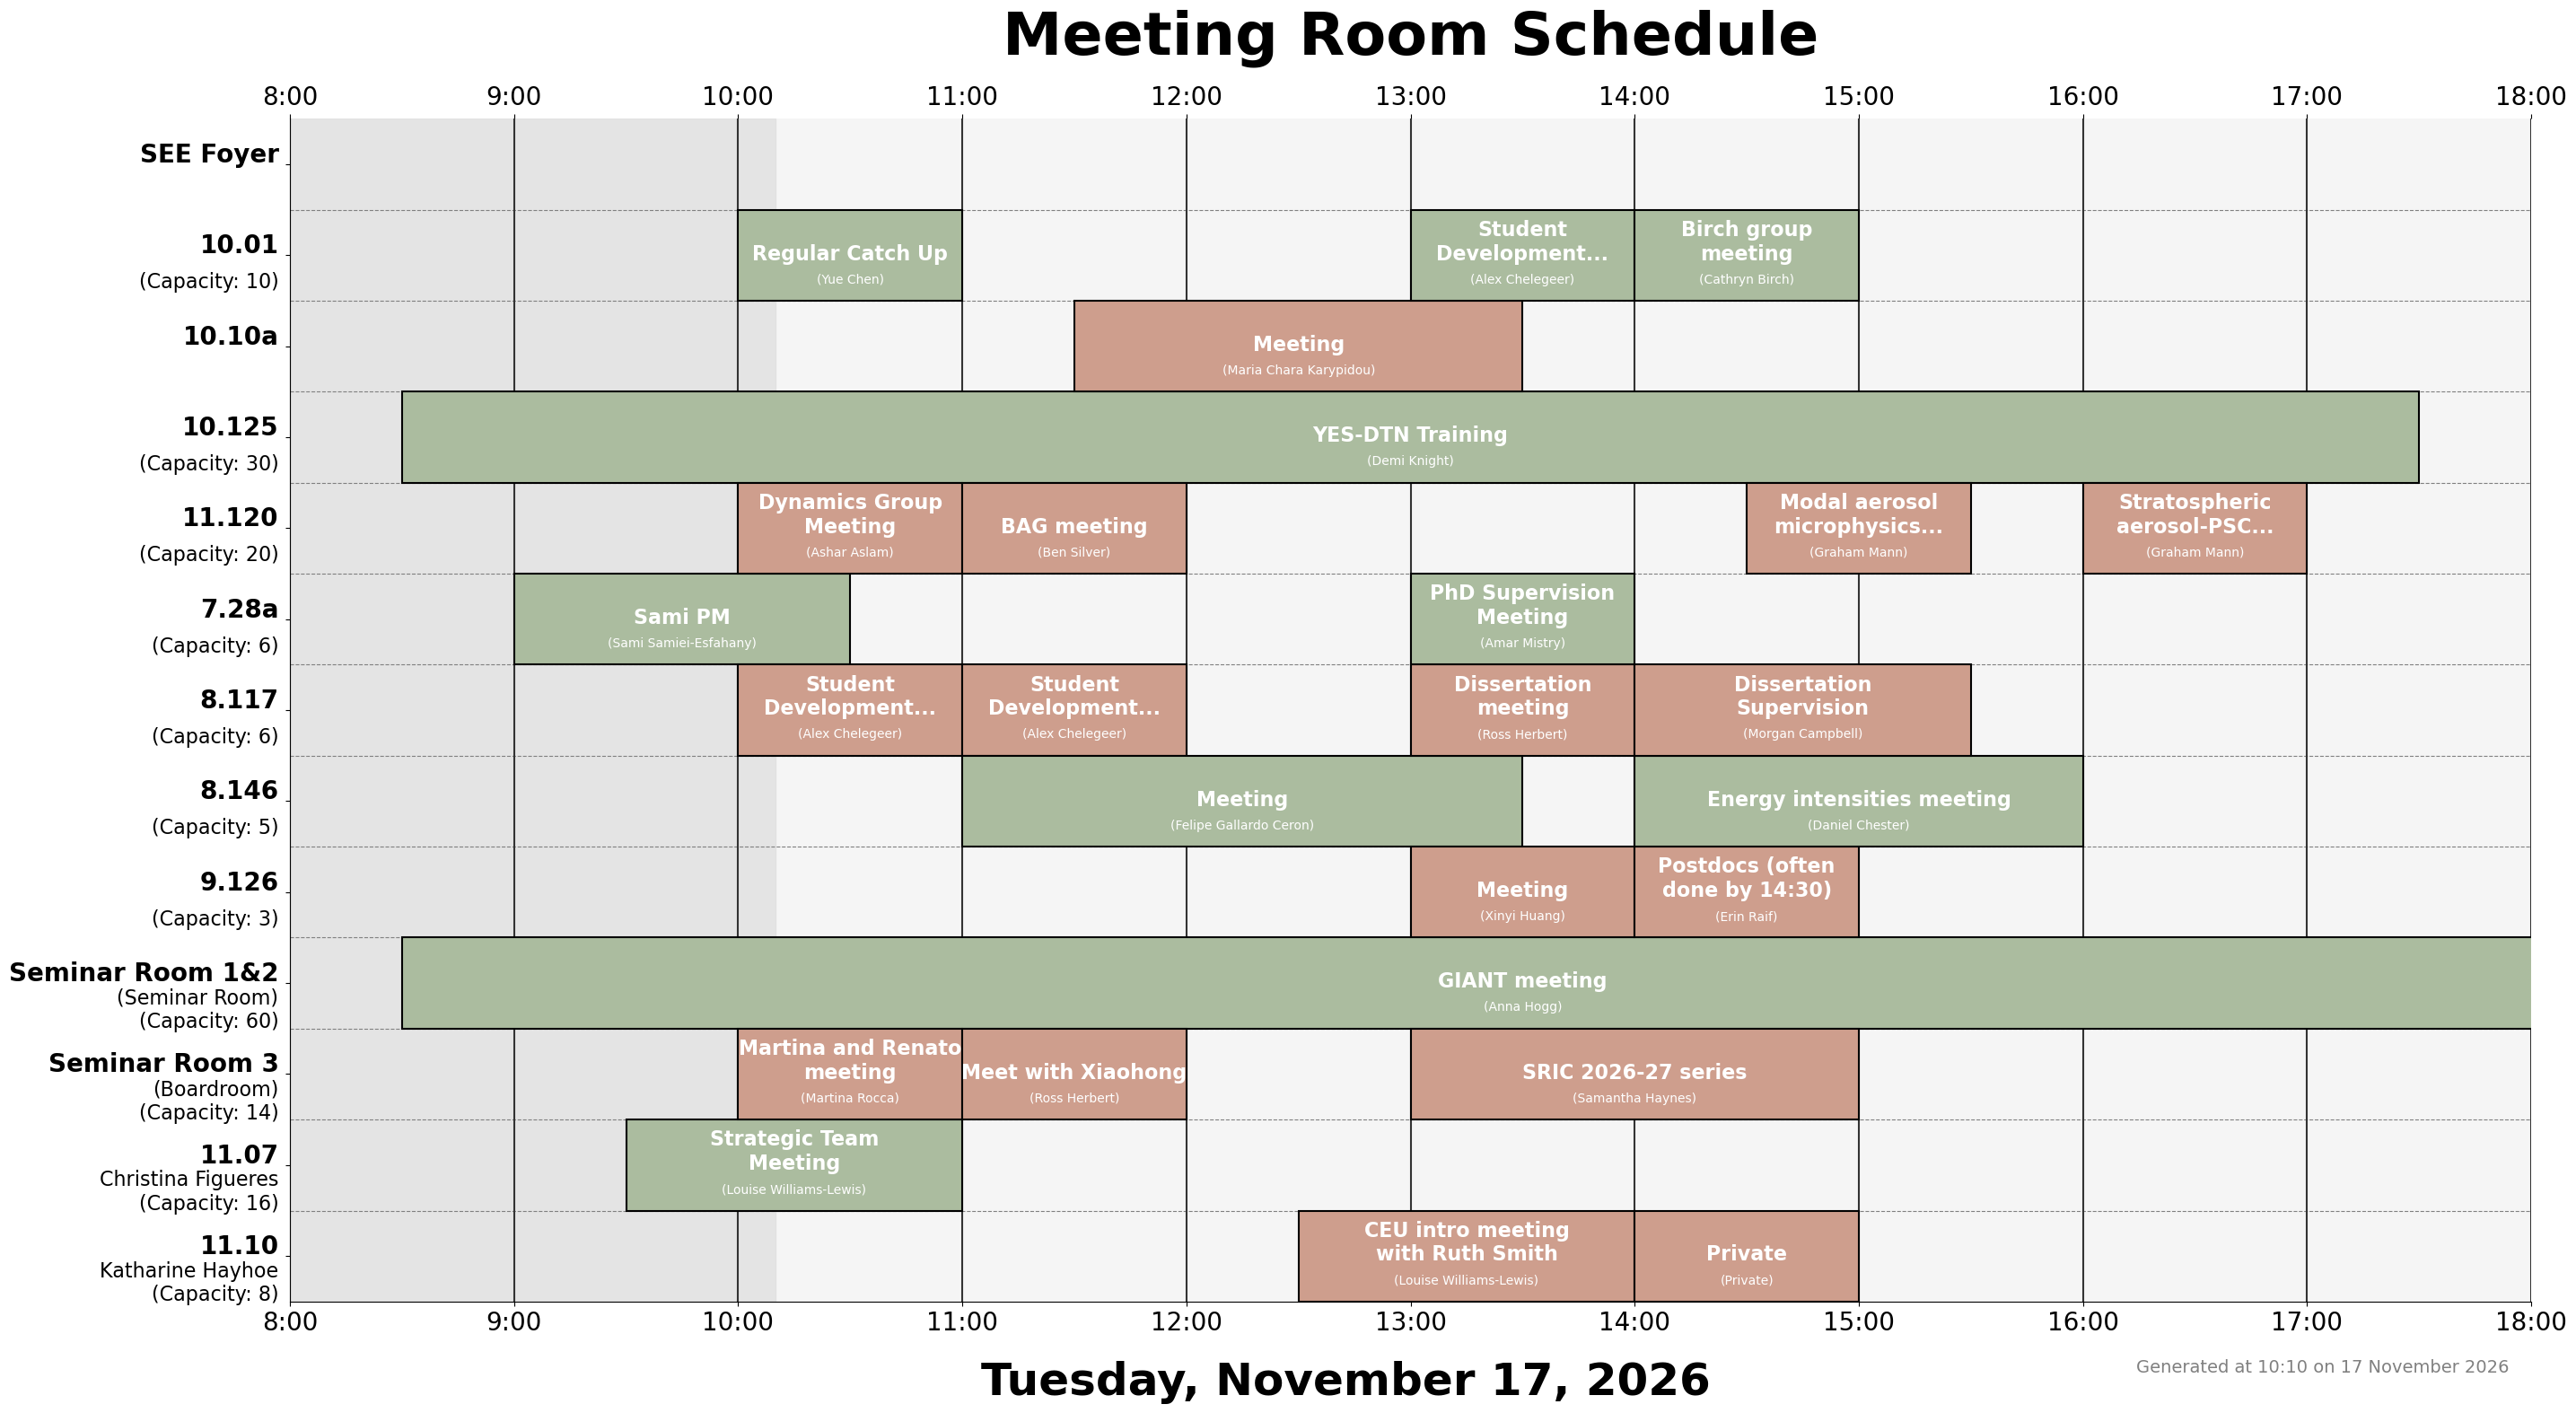 Meeting Room Schedule
8:00 9:00 10:00 11:00 12:00 13:00 14:00 15:00 16:00 17:00 18:00
SEE Foyer
10.01
(Capacity: 10)
Regular Catch Up
(Yue Chen)
Student
Development...
(Alex Chelegeer)
Birch group
meeting
(Cathryn Birch)
10.10a
Meeting
(Maria Chara Karypidou)
10.125
(Capacity: 30)
YES-DTN Training
(Demi Knight)
11.120
(Capacity: 20)
Dynamics Group
Meeting
(Ashar Aslam)
BAG meeting
(Ben Silver)
Modal aerosol
microphysics...
(Graham Mann)
Stratospheric
aerosol-PSC...
(Graham Mann)
7.28a
(Capacity: 6)
Sami PM
(Sami Samiei-Esfahany)
PhD Supervision
Meeting
(Amar Mistry)
8.117
(Capacity: 6)
Student
Development...
(Alex Chelegeer)
Student
Development...
(Alex Chelegeer)
Dissertation
meeting
(Ross Herbert)
Dissertation
Supervision
(Morgan Campbell)
8.146
(Capacity: 5)
Meeting
(Felipe Gallardo Ceron)
Energy intensities meeting
(Daniel Chester)
9.126
(Capacity: 3)
Meeting
(Xinyi Huang)
Postdocs (often
done by 14:30)
(Erin Raif)
Seminar Room 1&2
(Seminar Room)
(Capacity: 60)
GIANT meeting
(Anna Hogg)
Seminar Room 3
(Boardroom)
(Capacity: 14)
Martina and Renato
meeting
(Martina Rocca)
Meet with Xiaohong
(Ross Herbert)
SRIC 2026-27 series
(Samantha Haynes)
11.07
Christina Figueres
(Capacity: 16)
Strategic Team
Meeting
(Louise Williams-Lewis)
11.10
Katharine Hayhoe
(Capacity: 8)
CEU intro meeting
with Ruth Smith
(Louise Williams-Lewis)
Private
(Private)
8:00 9:00 10:00 11:00 12:00 13:00 14:00 15:00 16:00 17:00 18:00
Tuesday, November 17, 2026
Generated at 10:10 on 17 November 2026